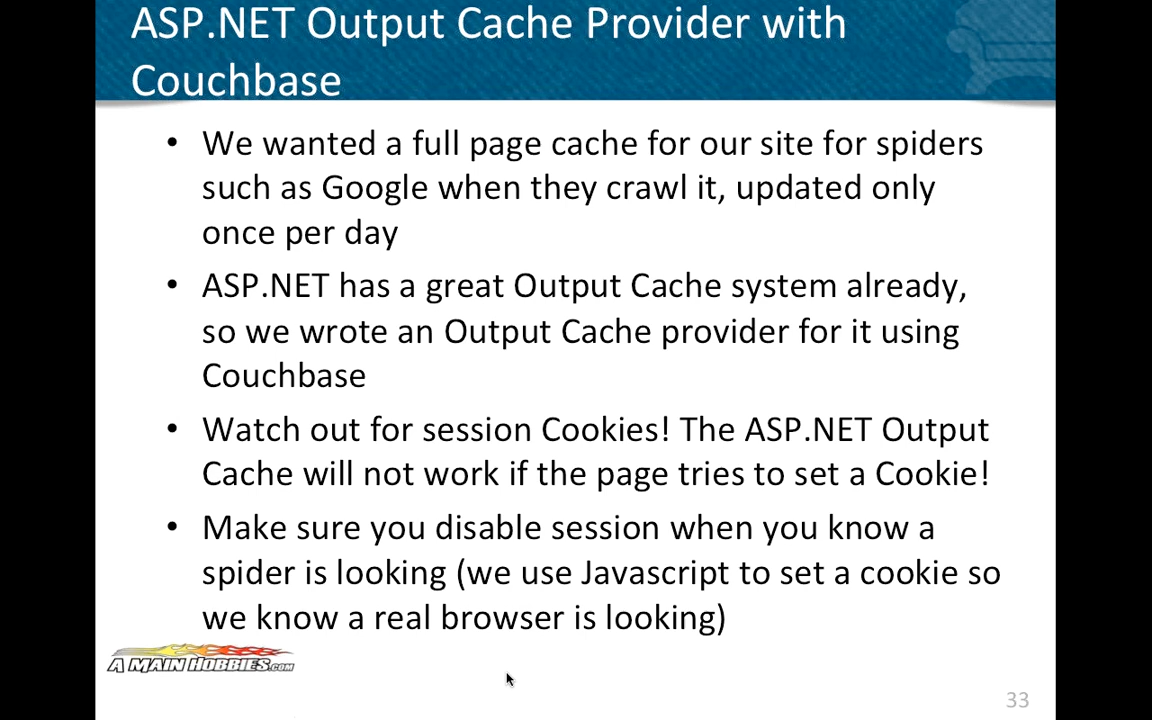 ASP.NET Output Cache Provider with
Couchbase
• We wanted a full page cache for our site for spiders
such as Google when they crawl it, updated only
once per day
• ASP.NET has a great Output Cache system already,
so we wrote an Output Cache provider for it using
Couchbase
• Watch out for session Cookies! The ASP.NET Output
Cache will not work if the page tries to set a Cookie!
• Make sure you disable session when you know a
spider is looking (we use Javascript to set a cookie so
we know a real browser is looking)
A MAIN HOBBIES.COM
33